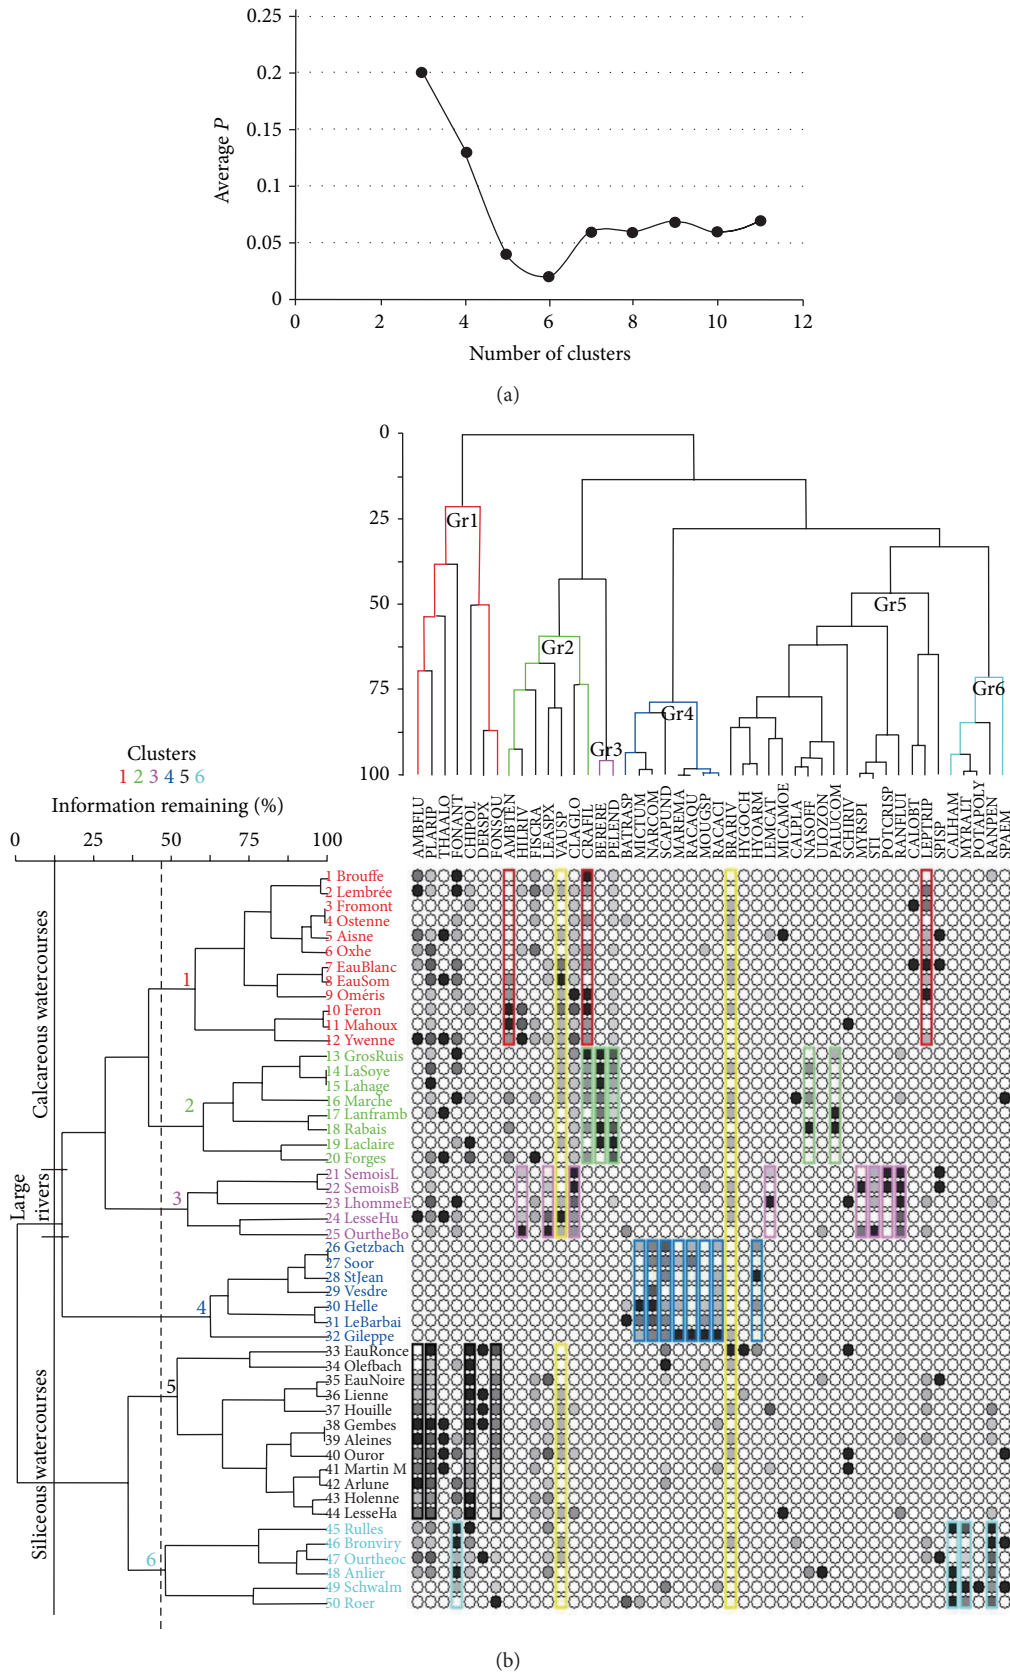 (a)
0.25
0.2
0.15
0.1
0.05
0
Average P
0 2 4 6 8 10 12
Number of clusters
(a)
0
25
50
75
100
Gr1
Gr2
Gr3
Gr4
Gr5
Gr6
Clusters
1 2 3 4 5 6
Information remaining (%)
0 25 50 75 100
AMBFLU
PLARIP
THAALO
FONANT
CHIPOL
DERSPX
FONSQU
AMBTEN
HILRIV
FISCRA
LEASPX
VAUSPX
CLAGLO
CRAFIL
BERERE
PELEND
BATRASP
MICTUM
NARCOM
SCAPUND
MAREMA
RACAQU
MOUGSP
RACACI
BRARIV
HYGOCH
HYOARM
LEMCAT
MICAMOE
CALPLA
NASOFF
ULOZON
PALUCOM
SCHIRIV
MYRSPI
STI
POTCRISP
RANFLUI
CALOBT
LEPTRIP
SPISP
CALHAM
MYRALT
POTAPOLY
RANPEN
SPAEM
Calcareous watercourses
Large
rivers
Siliceous watercourses
1
2
3
4
5
6
1 Brouffe
2 Lembrée
3 Fromont
4 Ostenne
5 Aisne
6 Oxhe
7 EauBlanc
8 EauSom
9 Oméris
10 Feron
11 Mahoux
12 Ywenne
13 GrosRuis
14 LaSoye
15 Lahage
16 Marche
17 Lanframb
18 Rabais
19 Laclaire
20 Forges
21 SemoisL
22 SemoisB
23 LhommeE
24 LesseHu
25 OurtheBo
26 Getzbach
27 Soor
28 StJean
29 Vesdre
30 Helle
31 LeBarbai
32 Gileppe
33 EauRonce
34 Olefbach
35 EauNoire
36 Lienne
37 Houille
38 Gembes
39 Aleines
40 Ouror
41 Martin M
42 Arlune
43 Holenne
44 LesseHa
45 Rulles
46 Bronviry
47 Ourtheoc
48 Anlier
49 Schwalm
50 Roer
(b)